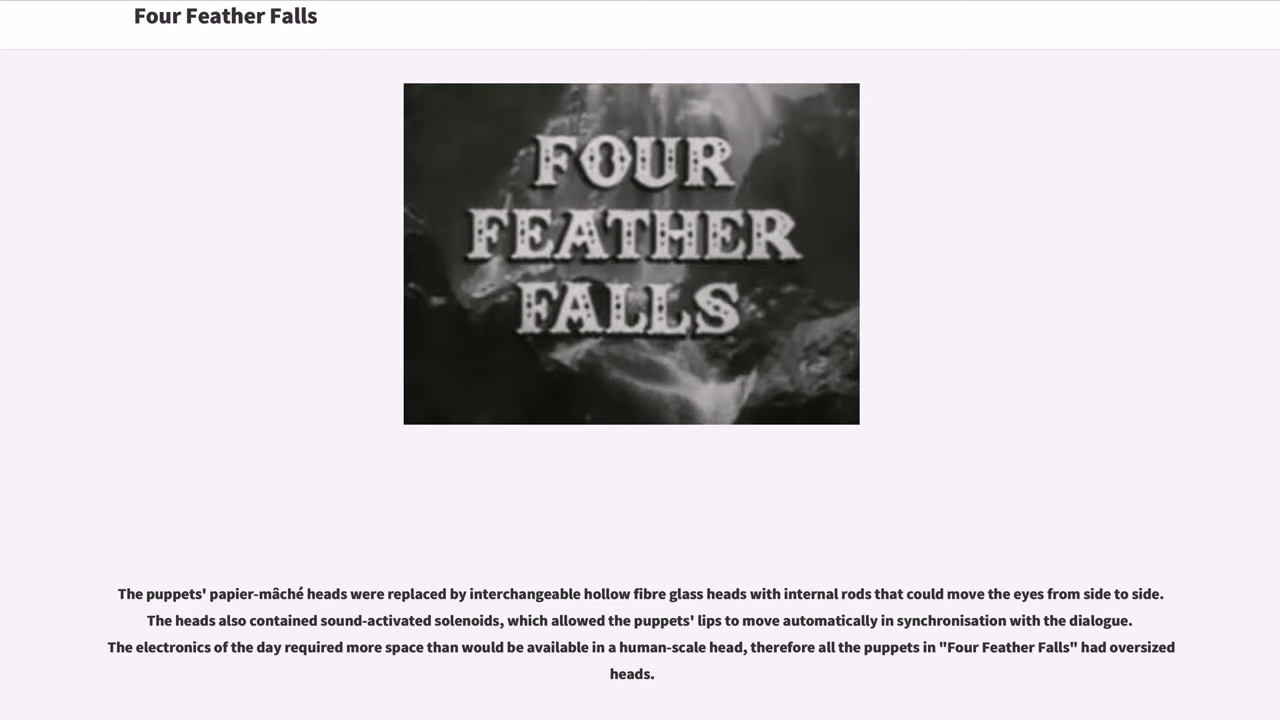 Four Feather Falls
FOUR
FEATHER
FALLS
The puppets' papier-mâché heads were replaced by interchangeable hollow fibre glass heads with internal rods that could move the eyes from side to side.
The heads also contained sound-activated solenoids, which allowed the puppets' lips to move automatically in synchronisation with the dialogue.
The electronics of the day required more space than would be available in a human-scale head, therefore all the puppets in "Four Feather Falls" had oversized
heads.